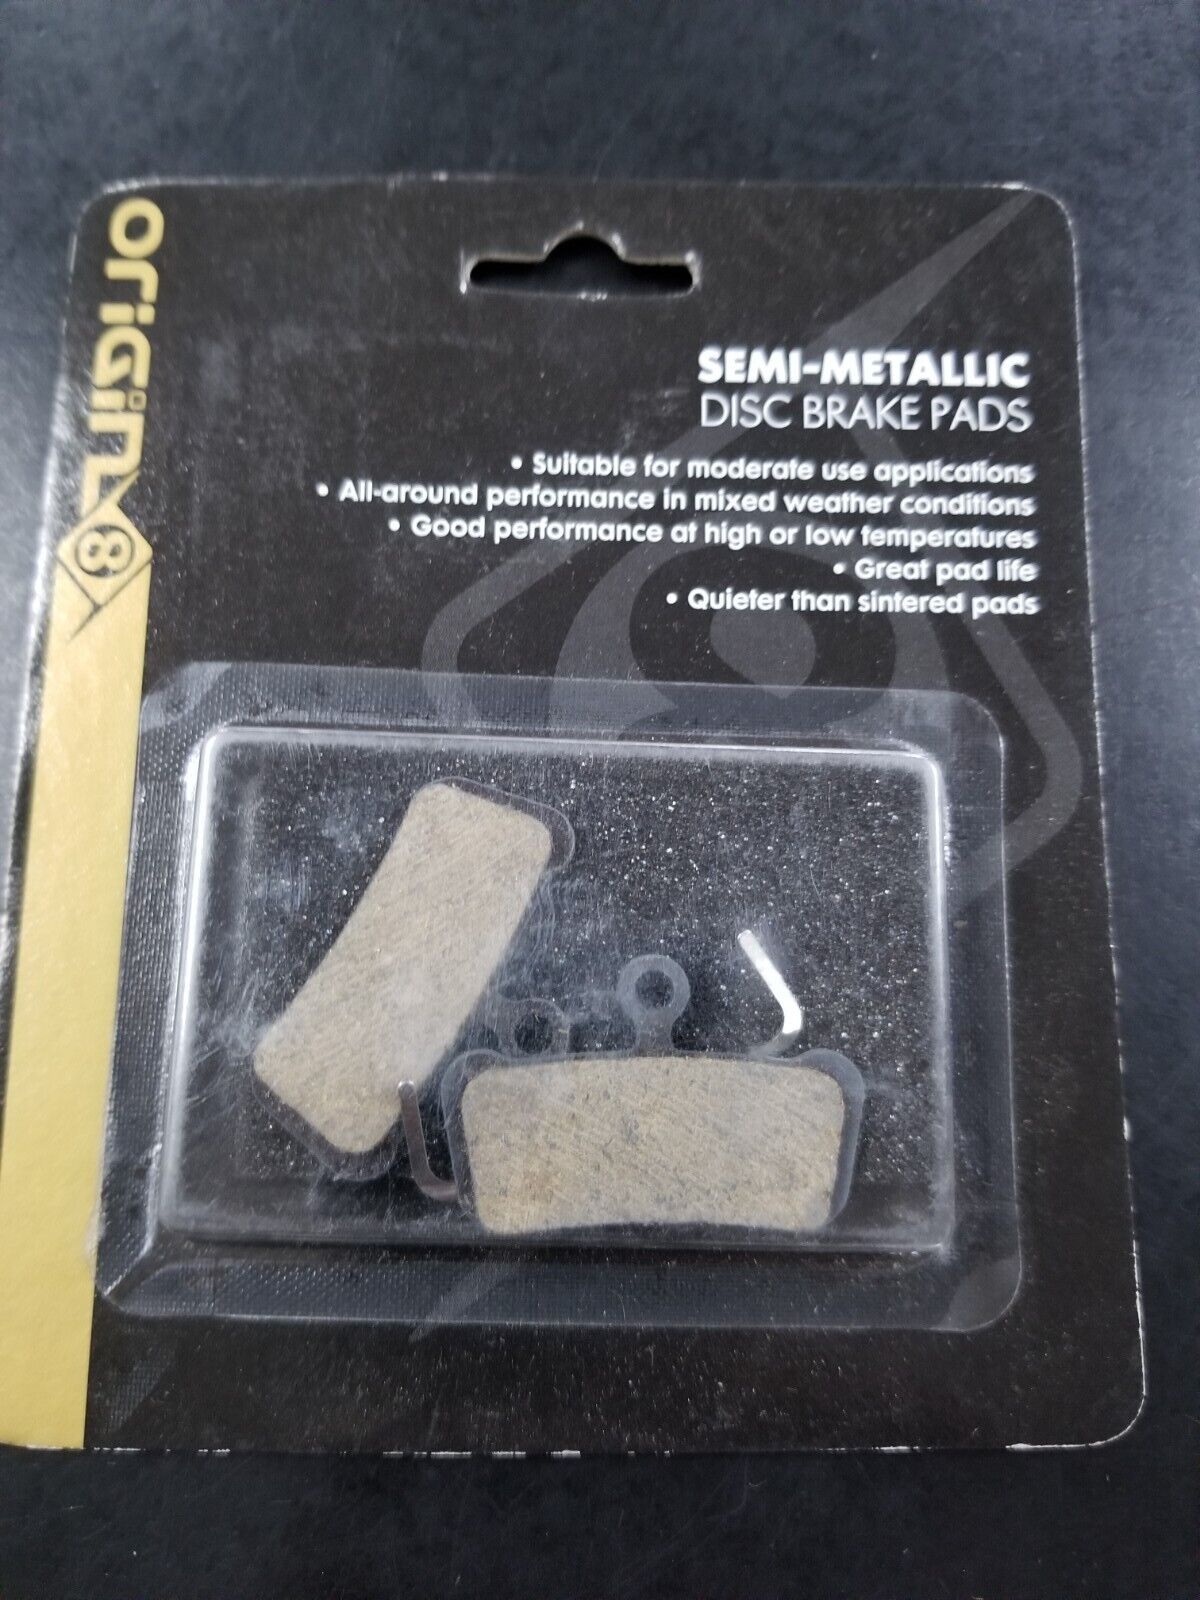 Origin8
SEMI-METALLIC
DISC BRAKE PADS
• Suitable for moderate use applications
• All-around performance in mixed weather conditions
• Good performance at high or low temperatures
• Great pad life
• Quieter than sintered pads